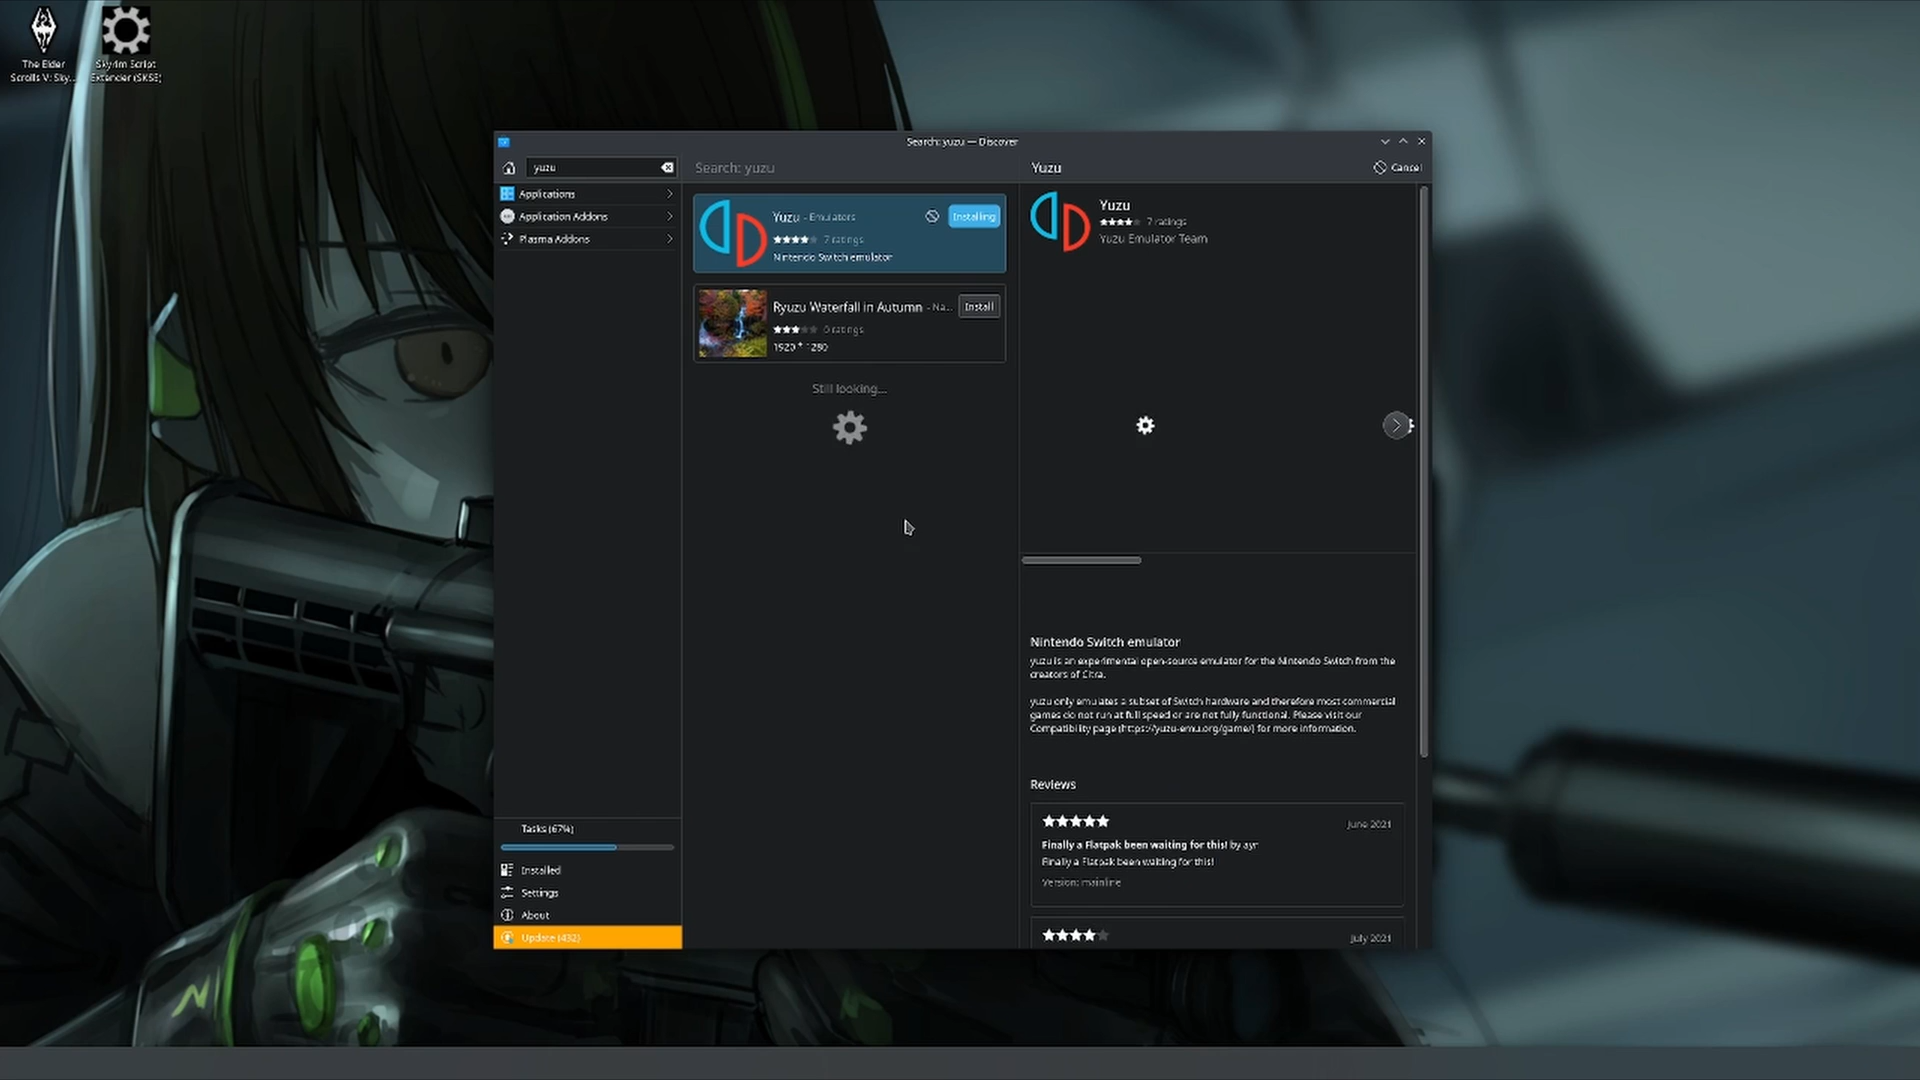 The Elder
Scrolls V: Sky...
Skyrim Script
Extender (SKSE)
Search: yuzu — Discover
yuzu
Search: yuzu
Yuzu
Cancel
Applications
Application Addons
Plasma Addons
Yuzu - Emulators
Installing
7 ratings
Nintendo Switch emulator
Ryuzu Waterfall in Autumn - Na...
Install
0 ratings
1920 * 1280
Still looking...
Yuzu
7 ratings
Yuzu Emulator Team
Nintendo Switch emulator
yuzu is an experimental open-source emulator for the Nintendo Switch from the
creators of Citra.
yuzu only emulates a subset of Switch hardware and therefore most commercial
games do not run at full speed or are not fully functional. Please visit our
Compatibility page (https://yuzu-emu.org/game/) for more information.
Reviews
June 2021
Finally a Flatpak been waiting for this! by ayr
Finally a Flatpak been waiting for this!
Version: mainline
July 2021
Tasks (67%)
Installed
Settings
About
Update (432)